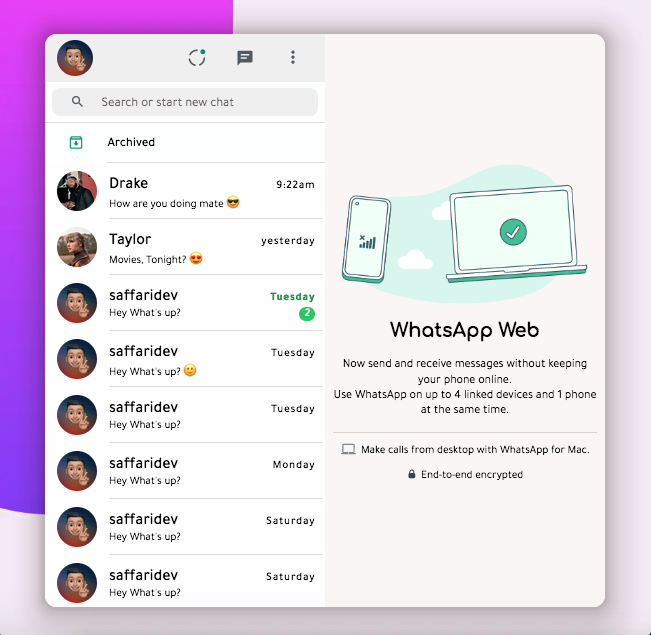 Search or start new chat
Archived
Drake
9:22am
How are you doing mate 😎
Taylor
yesterday
Movies, Tonight? 😍
saffaridev
Tuesday
Hey What's up?
2
saffaridev
Tuesday
Hey What's up? 🙂
saffaridev
Tuesday
Hey What's up?
saffaridev
Monday
Hey What's up?
saffaridev
Saturday
Hey What's up?
saffaridev
Saturday
Hey What's up?
WhatsApp Web
Now send and receive messages without keeping
your phone online.
Use WhatsApp on up to 4 linked devices and 1 phone
at the same time.
Make calls from desktop with WhatsApp for Mac.
End-to-end encrypted